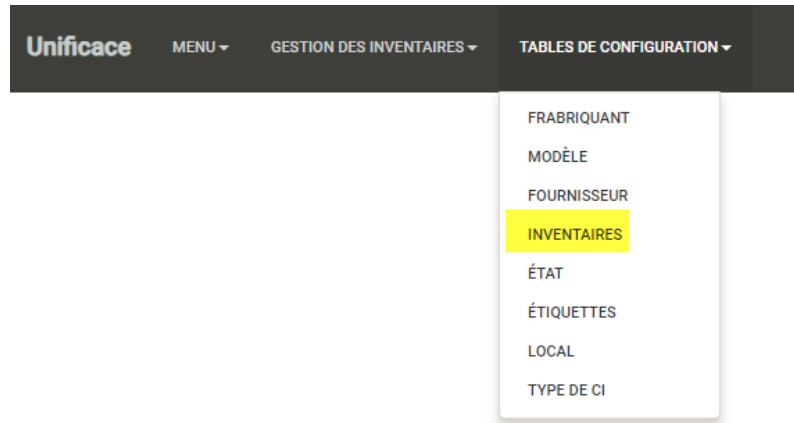 Unificace MENU GESTION DES INVENTAIRES TABLES DE CONFIGURATION
FRABRIQUANT
MODÈLE
FOURNISSEUR
INVENTAIRES
ÉTAT
ÉTIQUETTES
LOCAL
TYPE DE CI